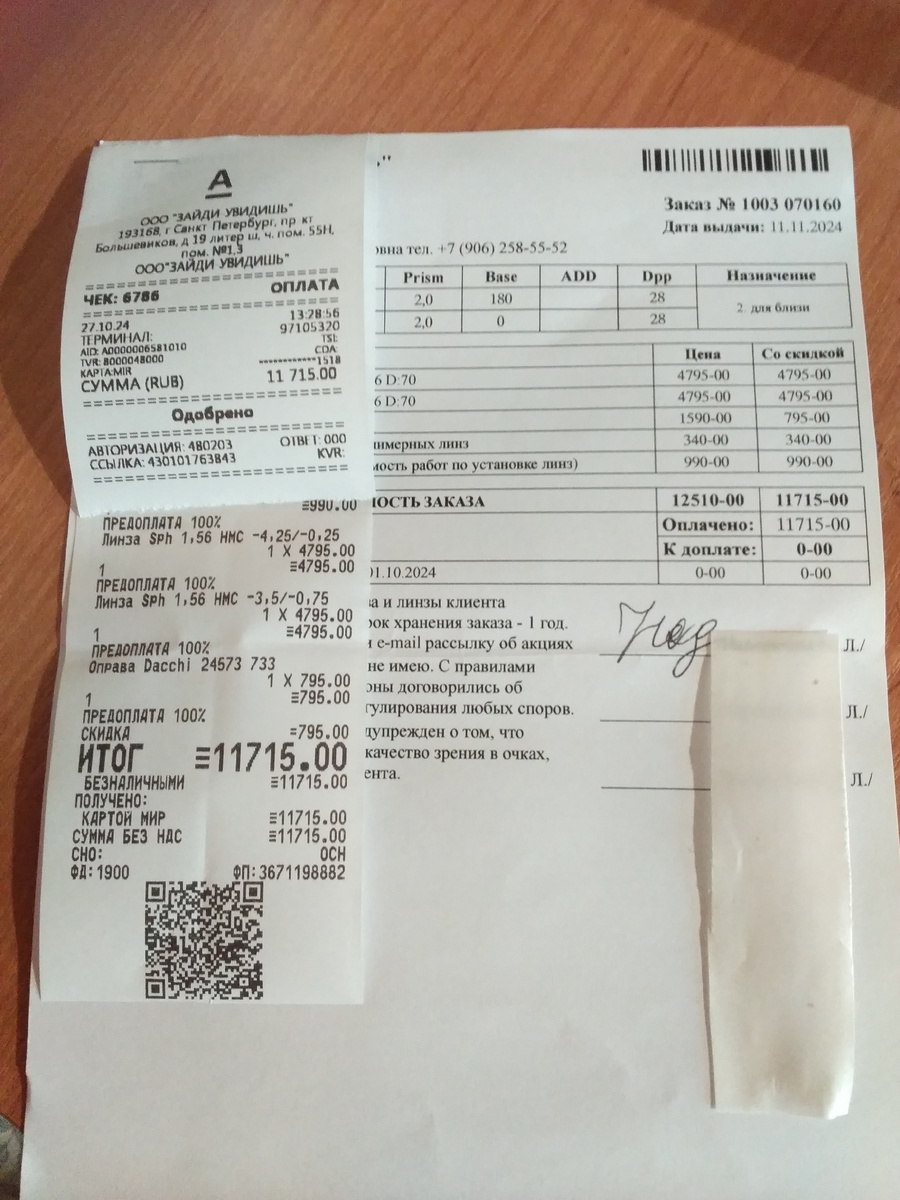 А
ООО "ЗАЙДИ УВИДИШЬ"
193168, г Санкт Петербург, пр кт
Большевиков, д 19 литер ш, ч. пом. 55Н,
пом. №1,3
ООО"ЗАЙДИ УВИДИШЬ"
ЧЕК: 6786 ОПЛАТА
27.10.24 13:28:56
ТЕРМИНАЛ: 97105320
AID: A0000006581010 TSI:
TVR: 8000048000 CDA:
КАРТА:MIR ************1518
СУММА (RUB) 11 715.00
Одобрено
АВТОРИЗАЦИЯ: 480203 ОТВЕТ: 000
ССЫЛКА: 430101763843 KVR:
≡990.00
ПРЕДОПЛАТА 100%
Линза Sph 1,56 HMC -4,25/-0,25
1 X 4795.00
1 ≡4795.00
ПРЕДОПЛАТА 100%
Линза Sph 1,56 HMC -3,5/-0,75
1 X 4795.00
1 ≡4795.00
ПРЕДОПЛАТА 100%
Оправа Dacchi 24573 733
1 X 795.00
1 ≡795.00
ПРЕДОПЛАТА 100%
СКИДКА =795.00
ИТОГ ≡11715.00
БЕЗНАЛИЧНЫМИ ≡11715.00
ПОЛУЧЕНО:
КАРТОЙ МИР ≡11715.00
СУММА БЕЗ НДС ≡11715.00
СНО: ОСН
ФД: 1900 ФП: 3671198882
Заказ № 1003 070160
Дата выдачи: 11.11.2024
овна тел. +7 (906) 258-55-52
Prism Base ADD Dpp Назначение
2,0 180 28 2. для близи
2,0 0 28
Цена Со скидкой
6 D:70 4795-00 4795-00
6 D:70 4795-00 4795-00
1590-00 795-00
имерных линз 340-00 340-00
мость работ по установке линз) 990-00 990-00
ЮСТЬ ЗАКАЗА 12510-00 11715-00
Оплачено: 11715-00
К доплате: 0-00
01.10.2024 0-00 0-00
за и линзы клиента
рок хранения заказа - 1 год.
и e-mail рассылку об акциях Л./
не имею. С правилами
оны договорились об
гулирования любых споров. Л./
дупрежден о том, что
качество зрения в очках,
ента. Л./